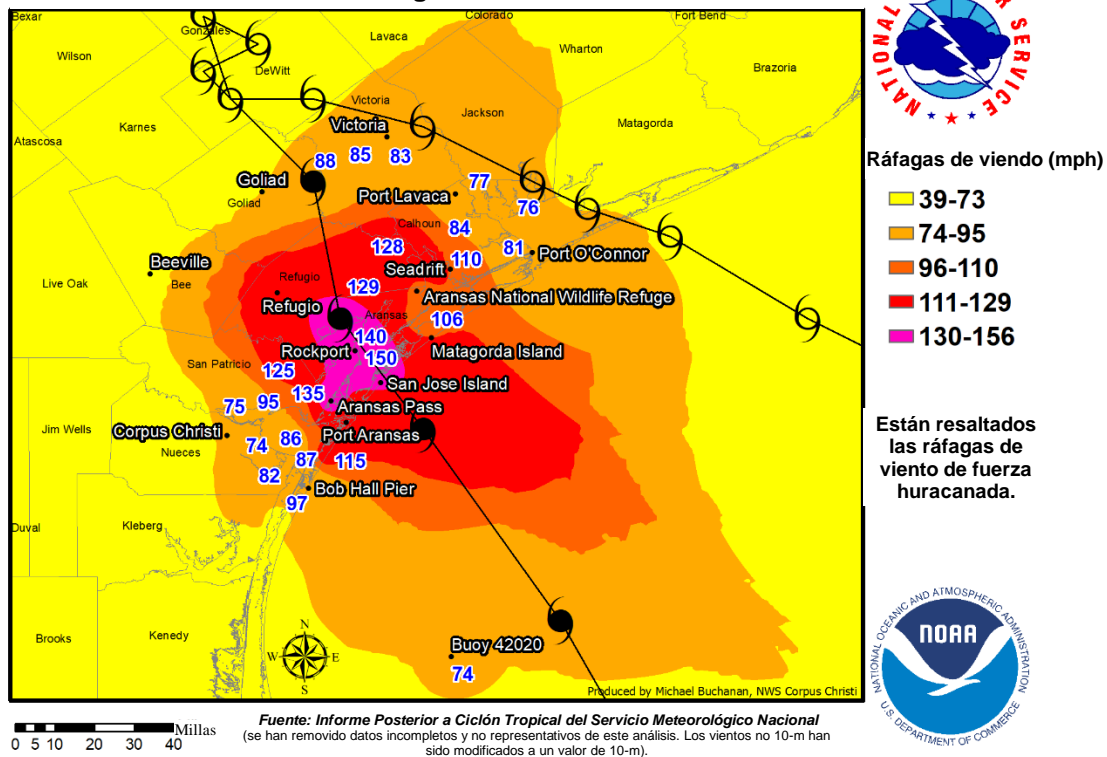 Bexar
Gonzales
Colorado
Fort Bend
Lavaca
Wilson
DeWitt
Wharton
Brazoria
Victoria
Jackson
Matagorda
Karnes
Atascosa
Victoria
88
85
83
Goliad
Goliad
77
Port Lavaca
76
Calhoun
84
128
81
Port O'Connor
110
Seadrift
Beeville
Bee
Live Oak
Refugio
129
Aransas National Wildlife Refuge
Refugio
Aransas
106
140
Matagorda Island
Rockport
150
San Patricio
125
San Jose Island
135
95
75
Aransas Pass
Jim Wells
Corpus Christi
Port Aransas
Nueces
74
86
87
115
82
Bob Hall Pier
97
Duval
Kleberg
Brooks
Kenedy
N
W
E
S
Buoy 42020
74
Produced by Michael Buchanan, NWS Corpus Christi
NATIONAL
SERVICE
Ráfagas de viendo (mph)
39-73
74-95
96-110
111-129
130-156
Están resaltados
las ráfagas de
viento de fuerza
huracanada.
NATIONAL OCEANIC AND ATMOSPHERIC ADMINISTRATION
NOAA
U.S. DEPARTMENT OF COMMERCE
0 5 10 20 30 40 Millas
Fuente: Informe Posterior a Ciclón Tropical del Servicio Meteorológico Nacional
(se han removido datos incompletos y no representativos de este análisis. Los vientos no 10-m han
sido modificados a un valor de 10-m).